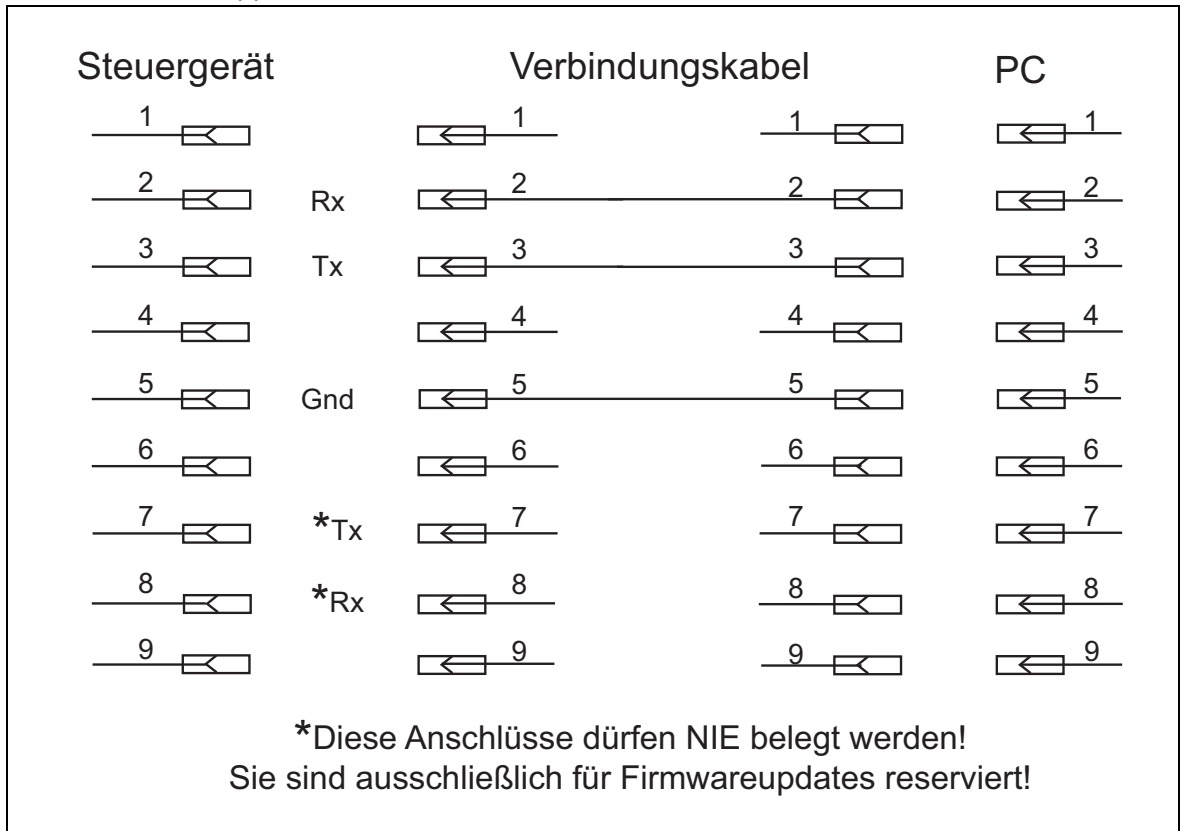 Steuergerät Verbindungskabel PC
1 1 1 1
2 Rx 2 2 2
3 Tx 3 3 3
4 4 4 4
5 Gnd 5 5 5
6 6 6 6
7 *Tx 7 7 7
8 *Rx 8 8 8
9 9 9 9
*Diese Anschlüsse dürfen NIE belegt werden!
Sie sind ausschließlich für Firmwareupdates reserviert!